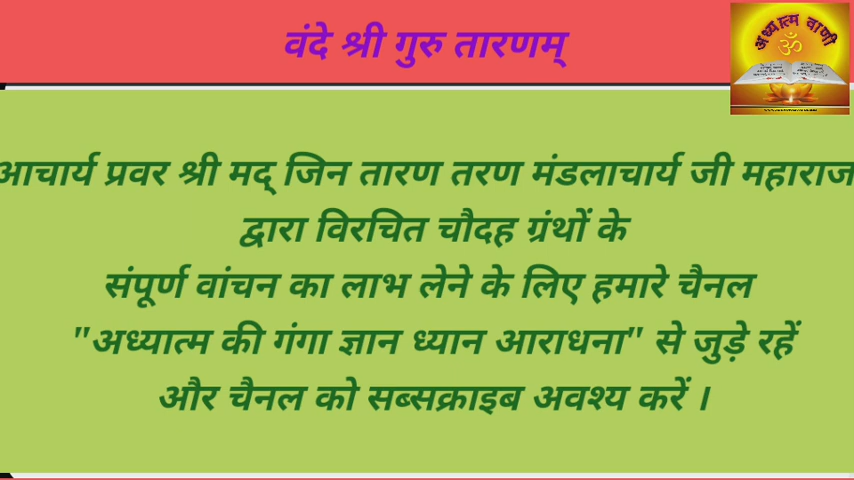 वंदे श्री गुरु तारणम्
अध्यात्म वाणी
ॐ
आचार्य प्रवर श्री मद् जिन तारण तरण मंडलाचार्य जी महाराज
द्वारा विरचित चौदह ग्रंथों के
संपूर्ण वांचन का लाभ लेने के लिए हमारे चैनल
"अध्यात्म की गंगा ज्ञान ध्यान आराधना" से जुड़े रहें
और चैनल को सब्सक्राइब अवश्य करें ।